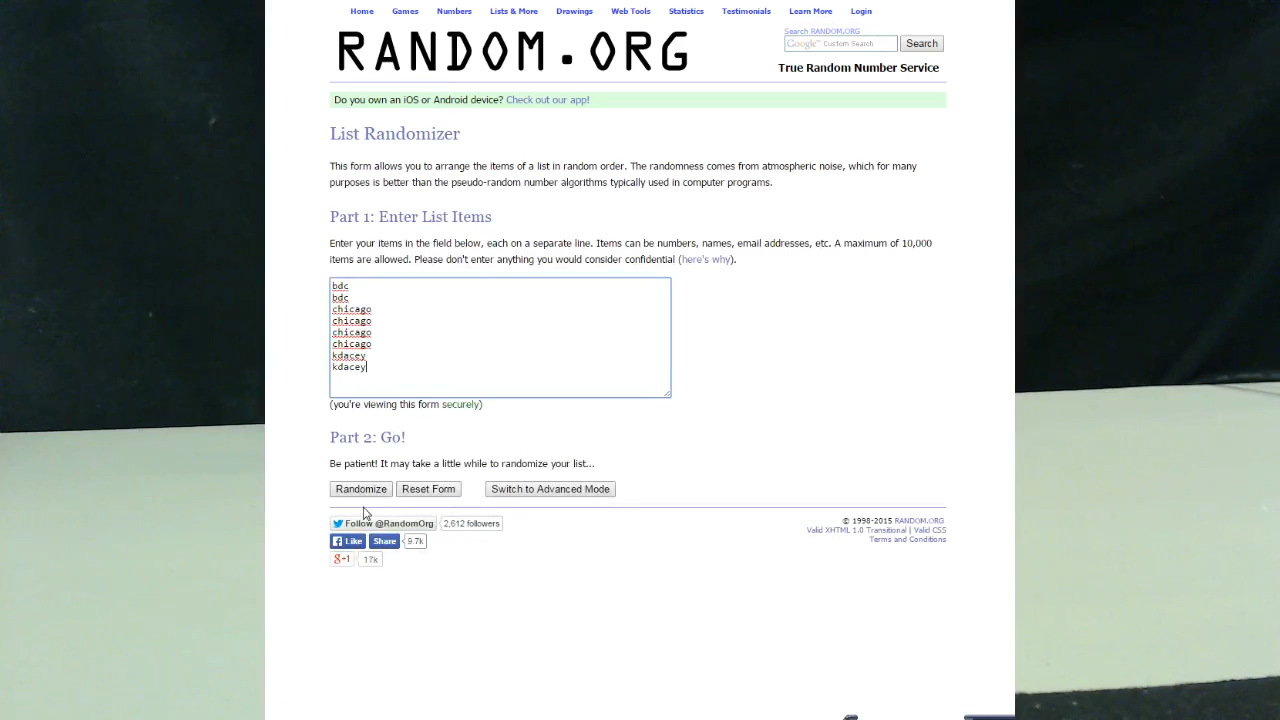 Home Games Numbers Lists & More Drawings Web Tools Statistics Testimonials Learn More Login
RANDOM.ORG
Search RANDOM.ORG
Google™ Custom Search Search
True Random Number Service
Do you own an iOS or Android device? Check out our app!
List Randomizer
This form allows you to arrange the items of a list in random order. The randomness comes from atmospheric noise, which for many
purposes is better than the pseudo-random number algorithms typically used in computer programs.
Part 1: Enter List Items
Enter your items in the field below, each on a separate line. Items can be numbers, names, email addresses, etc. A maximum of 10,000
items are allowed. Please don't enter anything you would consider confidential (here's why).
bdc
bdc
chicago
chicago
chicago
chicago
kdacey
kdacey
(you're viewing this form securely)
Part 2: Go!
Be patient! It may take a little while to randomize your list...
Randomize Reset Form Switch to Advanced Mode
Follow @RandomOrg 2,612 followers
Like Share 9.7k
g+1 17k
© 1998-2015 RANDOM.ORG
Valid XHTML 1.0 Transitional | Valid CSS
Terms and Conditions